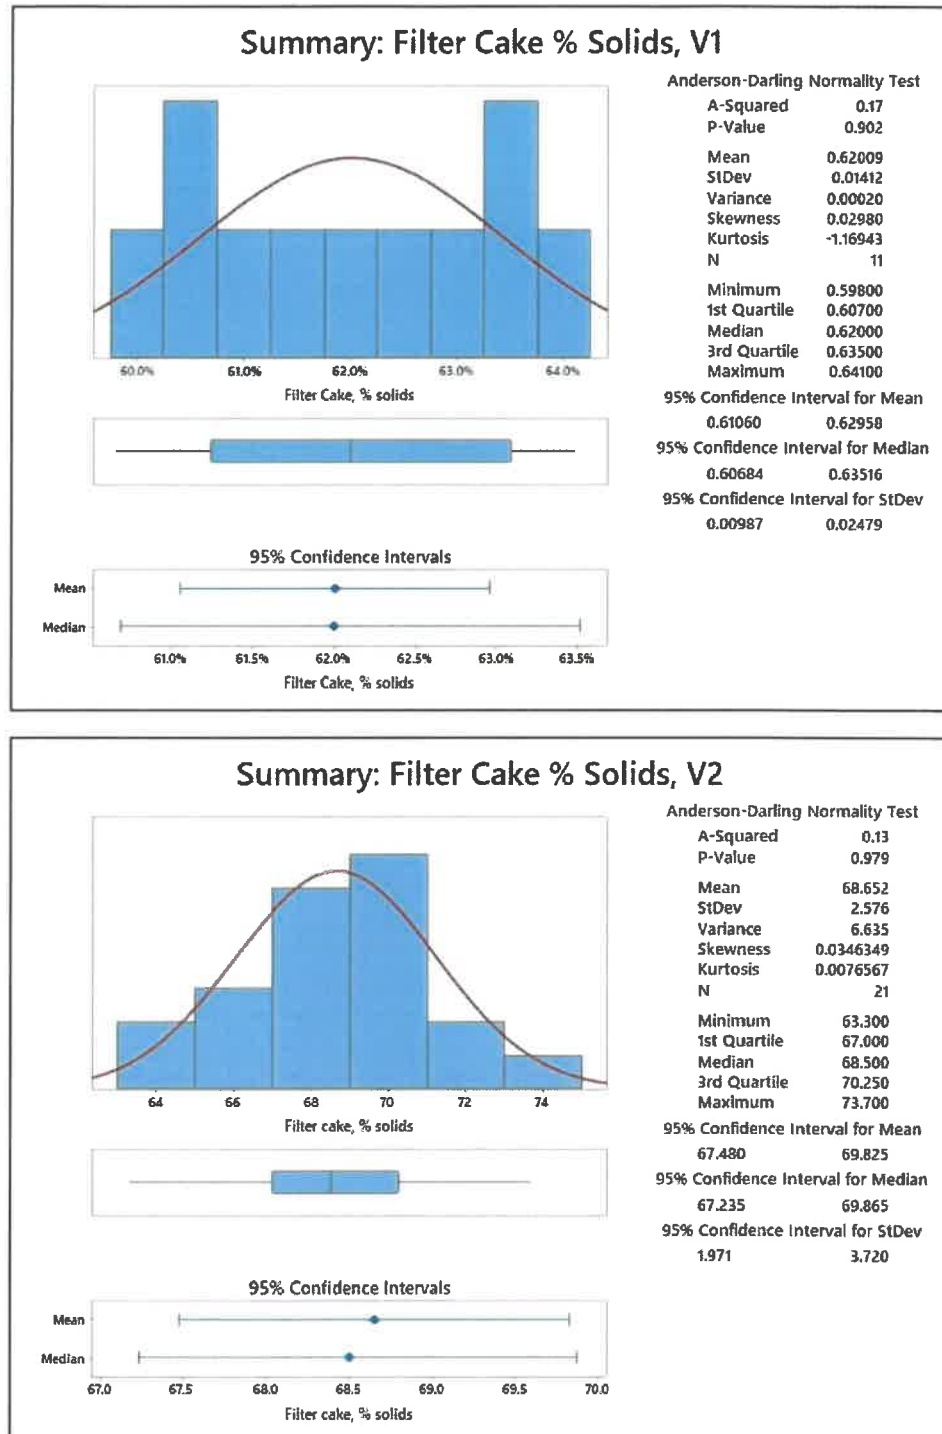 Summary: Filter Cake % Solids, V1
60.0% 61.0% 62.0% 63.0% 64.0%
Filter Cake, % solids
95% Confidence Intervals
Mean
Median
61.0% 61.5% 62.0% 62.5% 63.0% 63.5%
Filter Cake, % solids
Anderson-Darling Normality Test
A-Squared 0.17
P-Value 0.902
Mean 0.62009
StDev 0.01412
Variance 0.00020
Skewness 0.02980
Kurtosis -1.16943
N 11
Minimum 0.59800
1st Quartile 0.60700
Median 0.62000
3rd Quartile 0.63500
Maximum 0.64100
95% Confidence Interval for Mean
0.61060 0.62958
95% Confidence Interval for Median
0.60684 0.63516
95% Confidence Interval for StDev
0.00987 0.02479
Summary: Filter Cake % Solids, V2
64 66 68 70 72 74
Filter cake, % solids
95% Confidence Intervals
Mean
Median
67.0 67.5 68.0 68.5 69.0 69.5 70.0
Filter cake, % solids
Anderson-Darling Normality Test
A-Squared 0.13
P-Value 0.979
Mean 68.652
StDev 2.576
Variance 6.635
Skewness 0.0346349
Kurtosis 0.0076567
N 21
Minimum 63.300
1st Quartile 67.000
Median 68.500
3rd Quartile 70.250
Maximum 73.700
95% Confidence Interval for Mean
67.480 69.825
95% Confidence Interval for Median
67.235 69.865
95% Confidence Interval for StDev
1.971 3.720